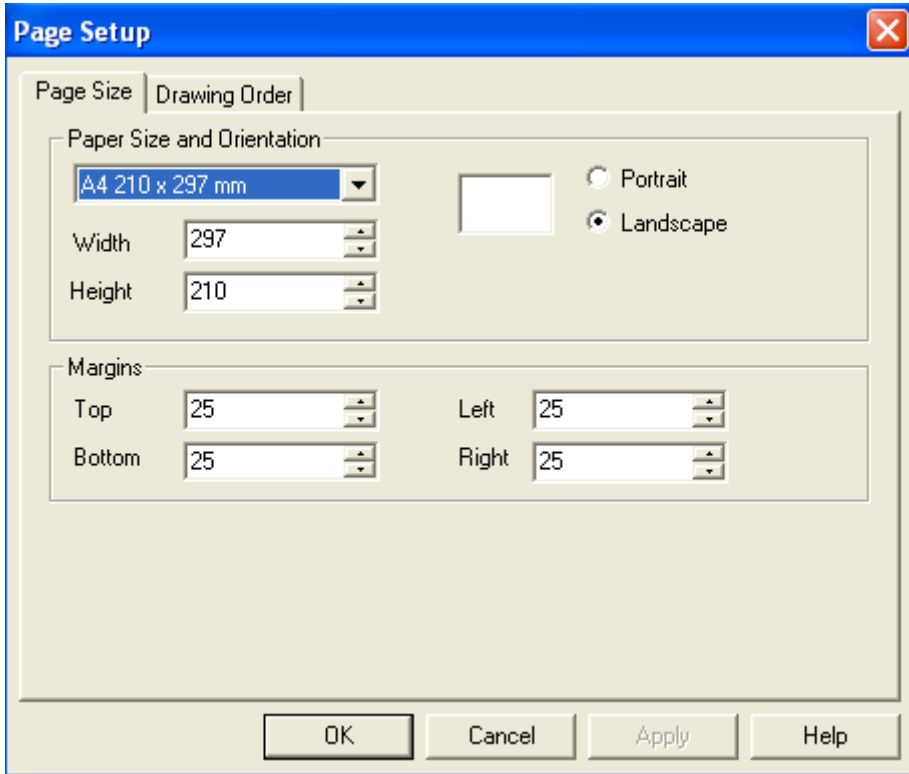 Page Setup
Page Size
Drawing Order
Paper Size and Orientation
A4 210 x 297 mm
Portrait
Landscape
Width 297
Height 210
Margins
Top 25 Left 25
Bottom 25 Right 25
OK Cancel Apply Help